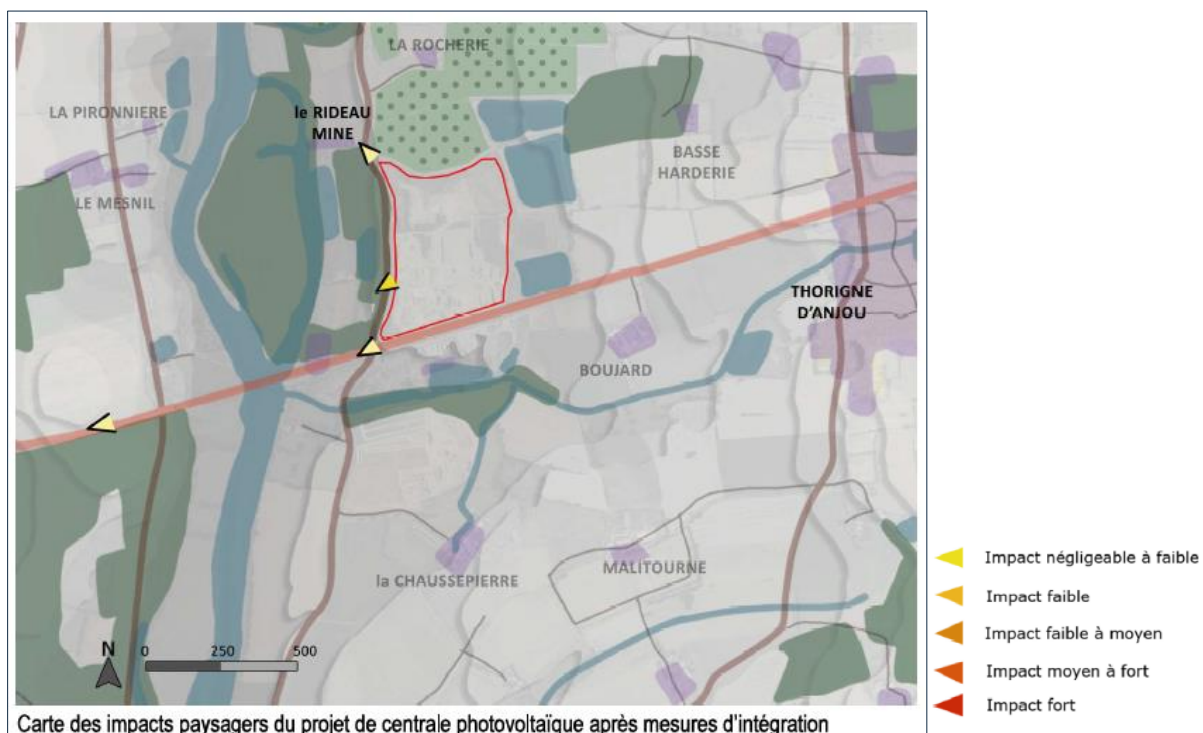 LA ROCHERIE
LA PIRONNIERE
le RIDEAU
MINE
BASSE
HARDERIE
LE MESNIL
THORIGNE
D'ANJOU
BOUJARD
la CHAUSSEPIERRE
MALITOURNE
N
0 250 500
Carte des impacts paysagers du projet de centrale photovoltaïque après mesures d'intégration
Impact négligeable à faible
Impact faible
Impact faible à moyen
Impact moyen à fort
Impact fort